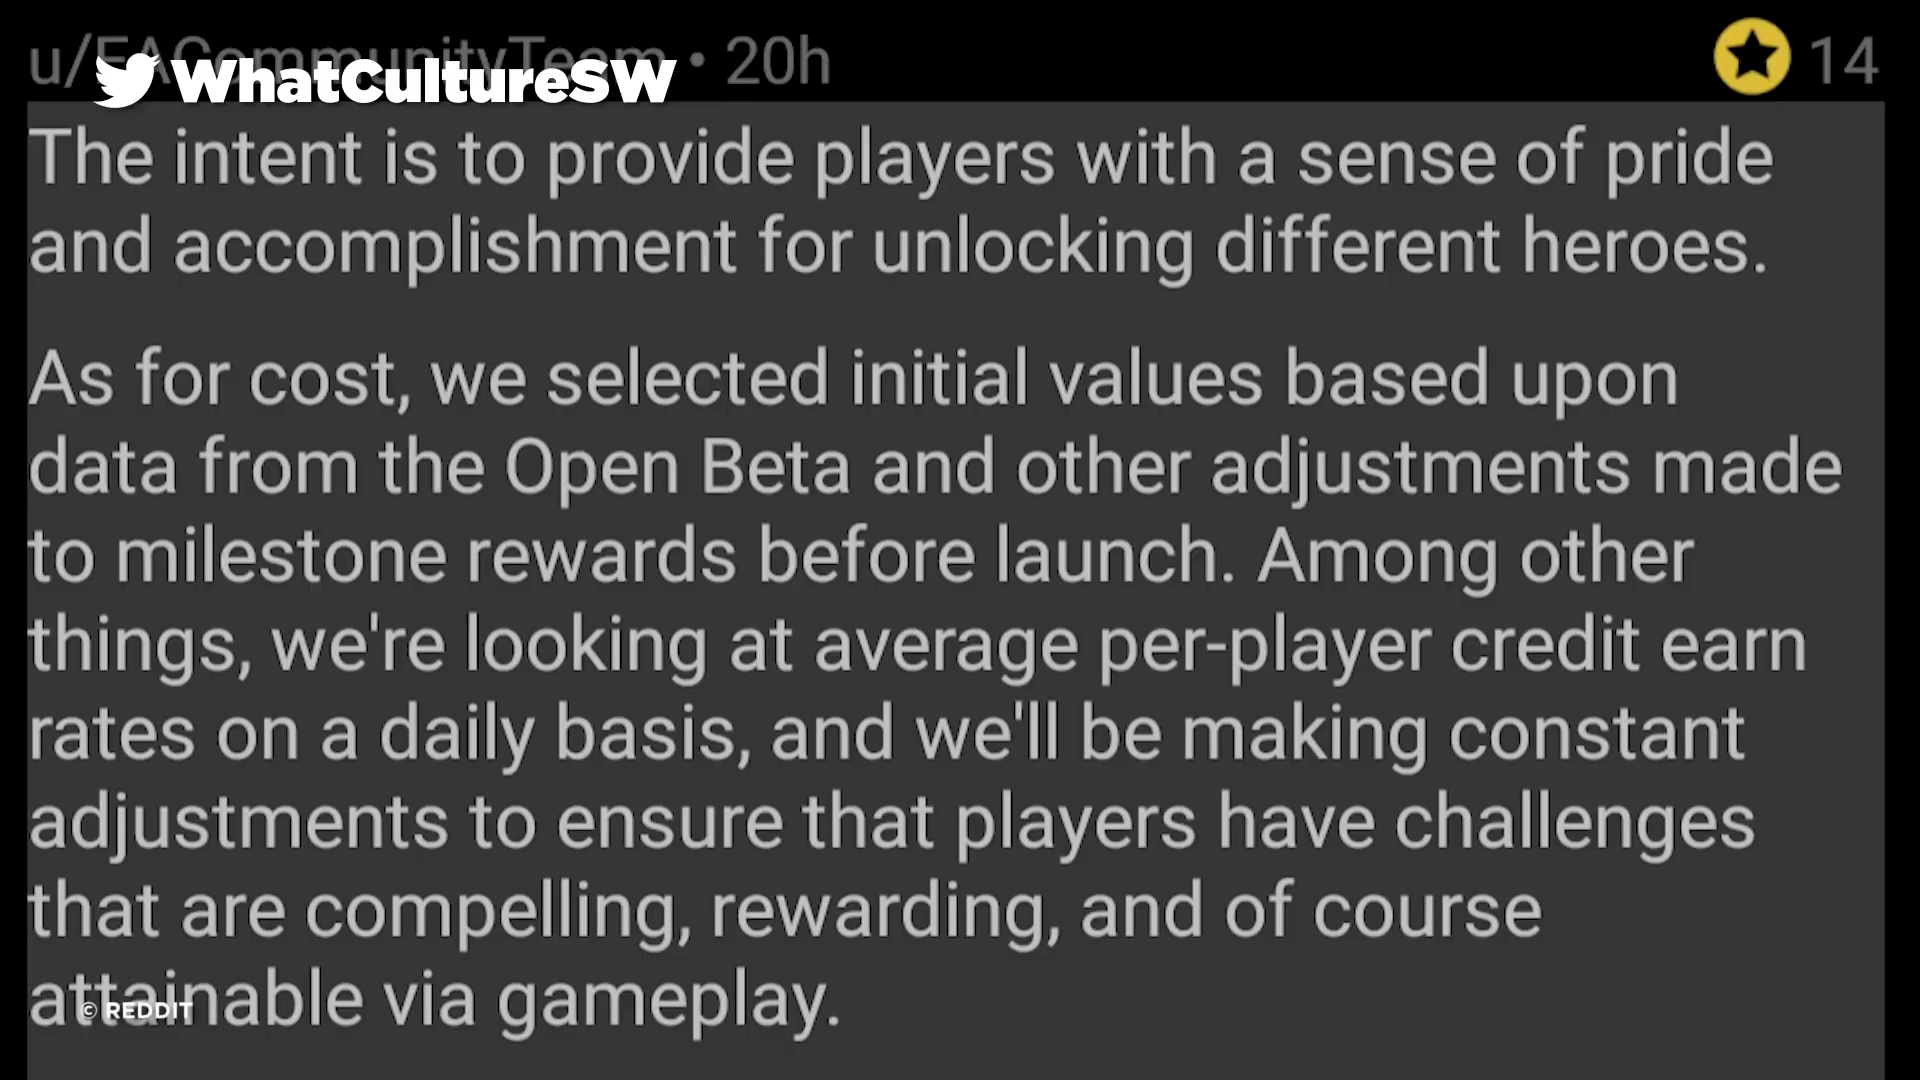 u/EACommunityTeam • 20h 14
WhatCultureSW
The intent is to provide players with a sense of pride
and accomplishment for unlocking different heroes.
As for cost, we selected initial values based upon
data from the Open Beta and other adjustments made
to milestone rewards before launch. Among other
things, we're looking at average per-player credit earn
rates on a daily basis, and we'll be making constant
adjustments to ensure that players have challenges
that are compelling, rewarding, and of course
attainable via gameplay.
© REDDIT